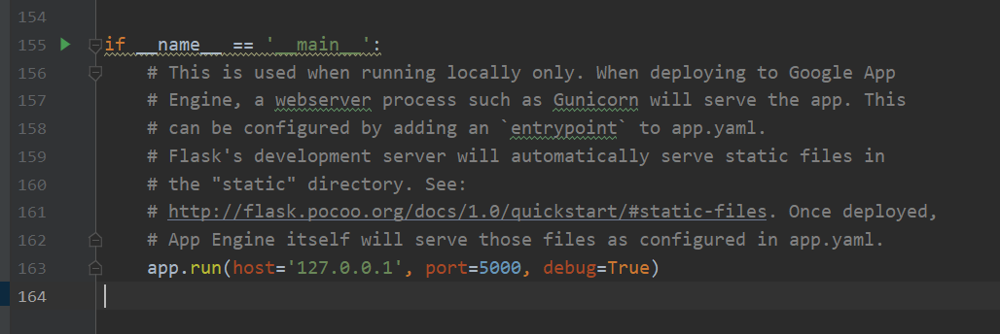 154
155 if __name__ == '__main__':
156 # This is used when running locally only. When deploying to Google App
157 # Engine, a webserver process such as Gunicorn will serve the app. This
158 # can be configured by adding an `entrypoint` to app.yaml.
159 # Flask's development server will automatically serve static files in
160 # the "static" directory. See:
161 # http://flask.pocoo.org/docs/1.0/quickstart/#static-files. Once deployed,
162 # App Engine itself will serve those files as configured in app.yaml.
163 app.run(host='127.0.0.1', port=5000, debug=True)
164